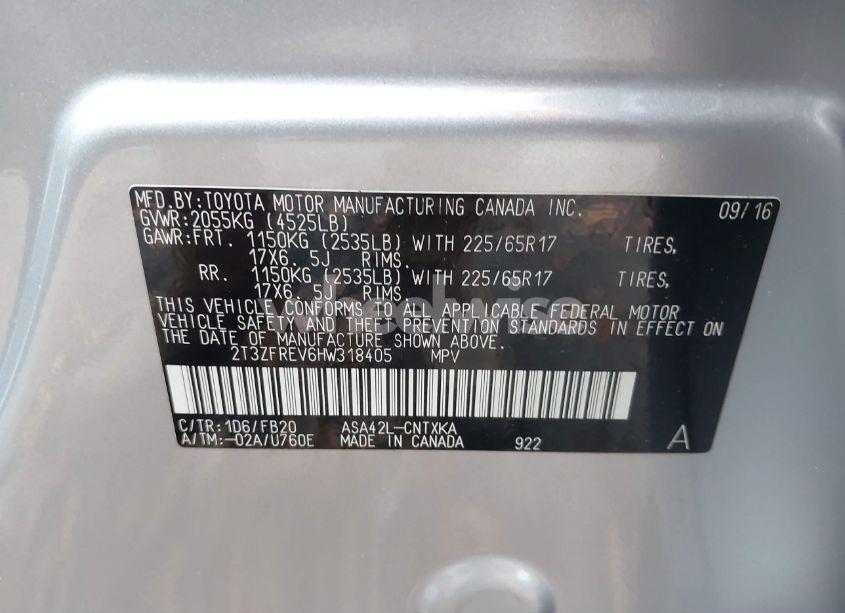 MFD.BY:TOYOTA MOTOR MANUFACTURING CANADA INC. 09/16
GVWR:2055KG (4525LB)
GAWR:FRT. 1150KG (2535LB) WITH 225/65R17 TIRES,
17X6.5J RIMS.
RR. 1150KG (2535LB) WITH 225/65R17 TIRES,
17X6.5J RIMS.
THIS VEHICLE CONFORMS TO ALL APPLICABLE FEDERAL MOTOR
VEHICLE SAFETY AND THEFT PREVENTION STANDARDS IN EFFECT ON
THE DATE OF MANUFACTURE SHOWN ABOVE.
2T3ZFREV6HW318405 MPV
C/TR:1D6/FB20 ASA42L-CNTXKA
A/TM:-02A/U760E MADE IN CANADA 922 A
wheelwise